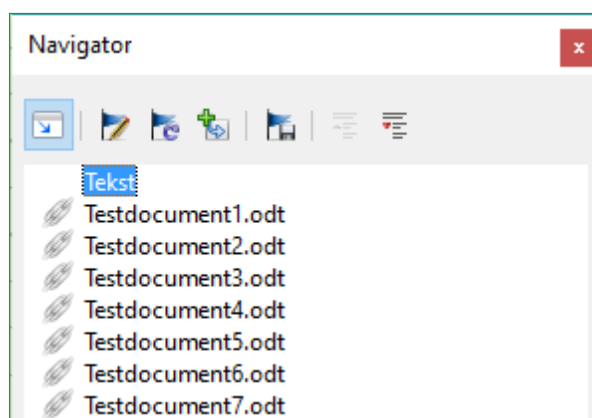 Navigator
Tekst
Testdocument1.odt
Testdocument2.odt
Testdocument3.odt
Testdocument4.odt
Testdocument5.odt
Testdocument6.odt
Testdocument7.odt